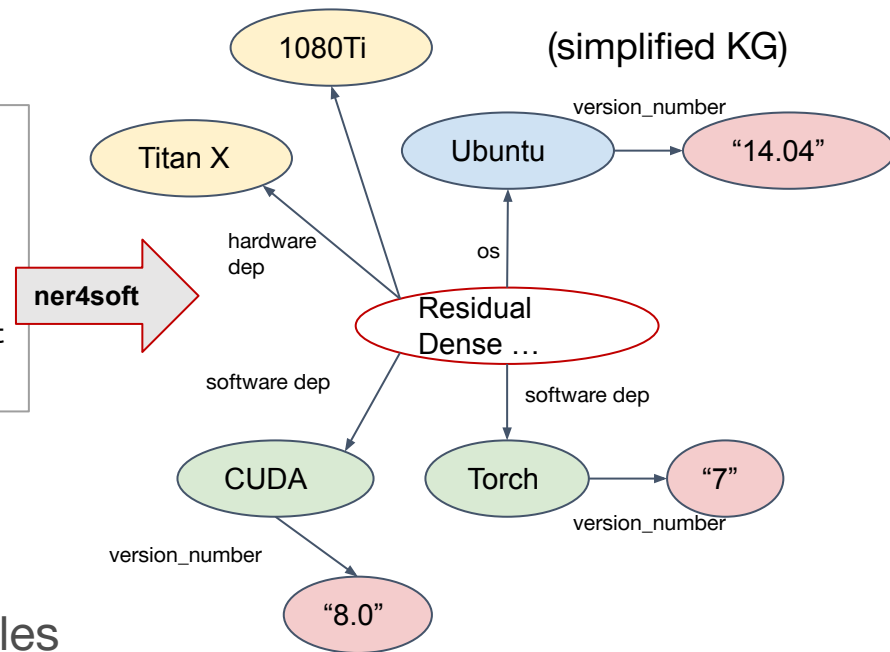 1080Ti
(simplified KG)
version_number
Titan X
Ubuntu
“14.04”
hardware
dep
os
ner4soft
Residual
Dense …
t
software dep
software dep
CUDA
Torch
“7”
version_number
version_number
“8.0”
les